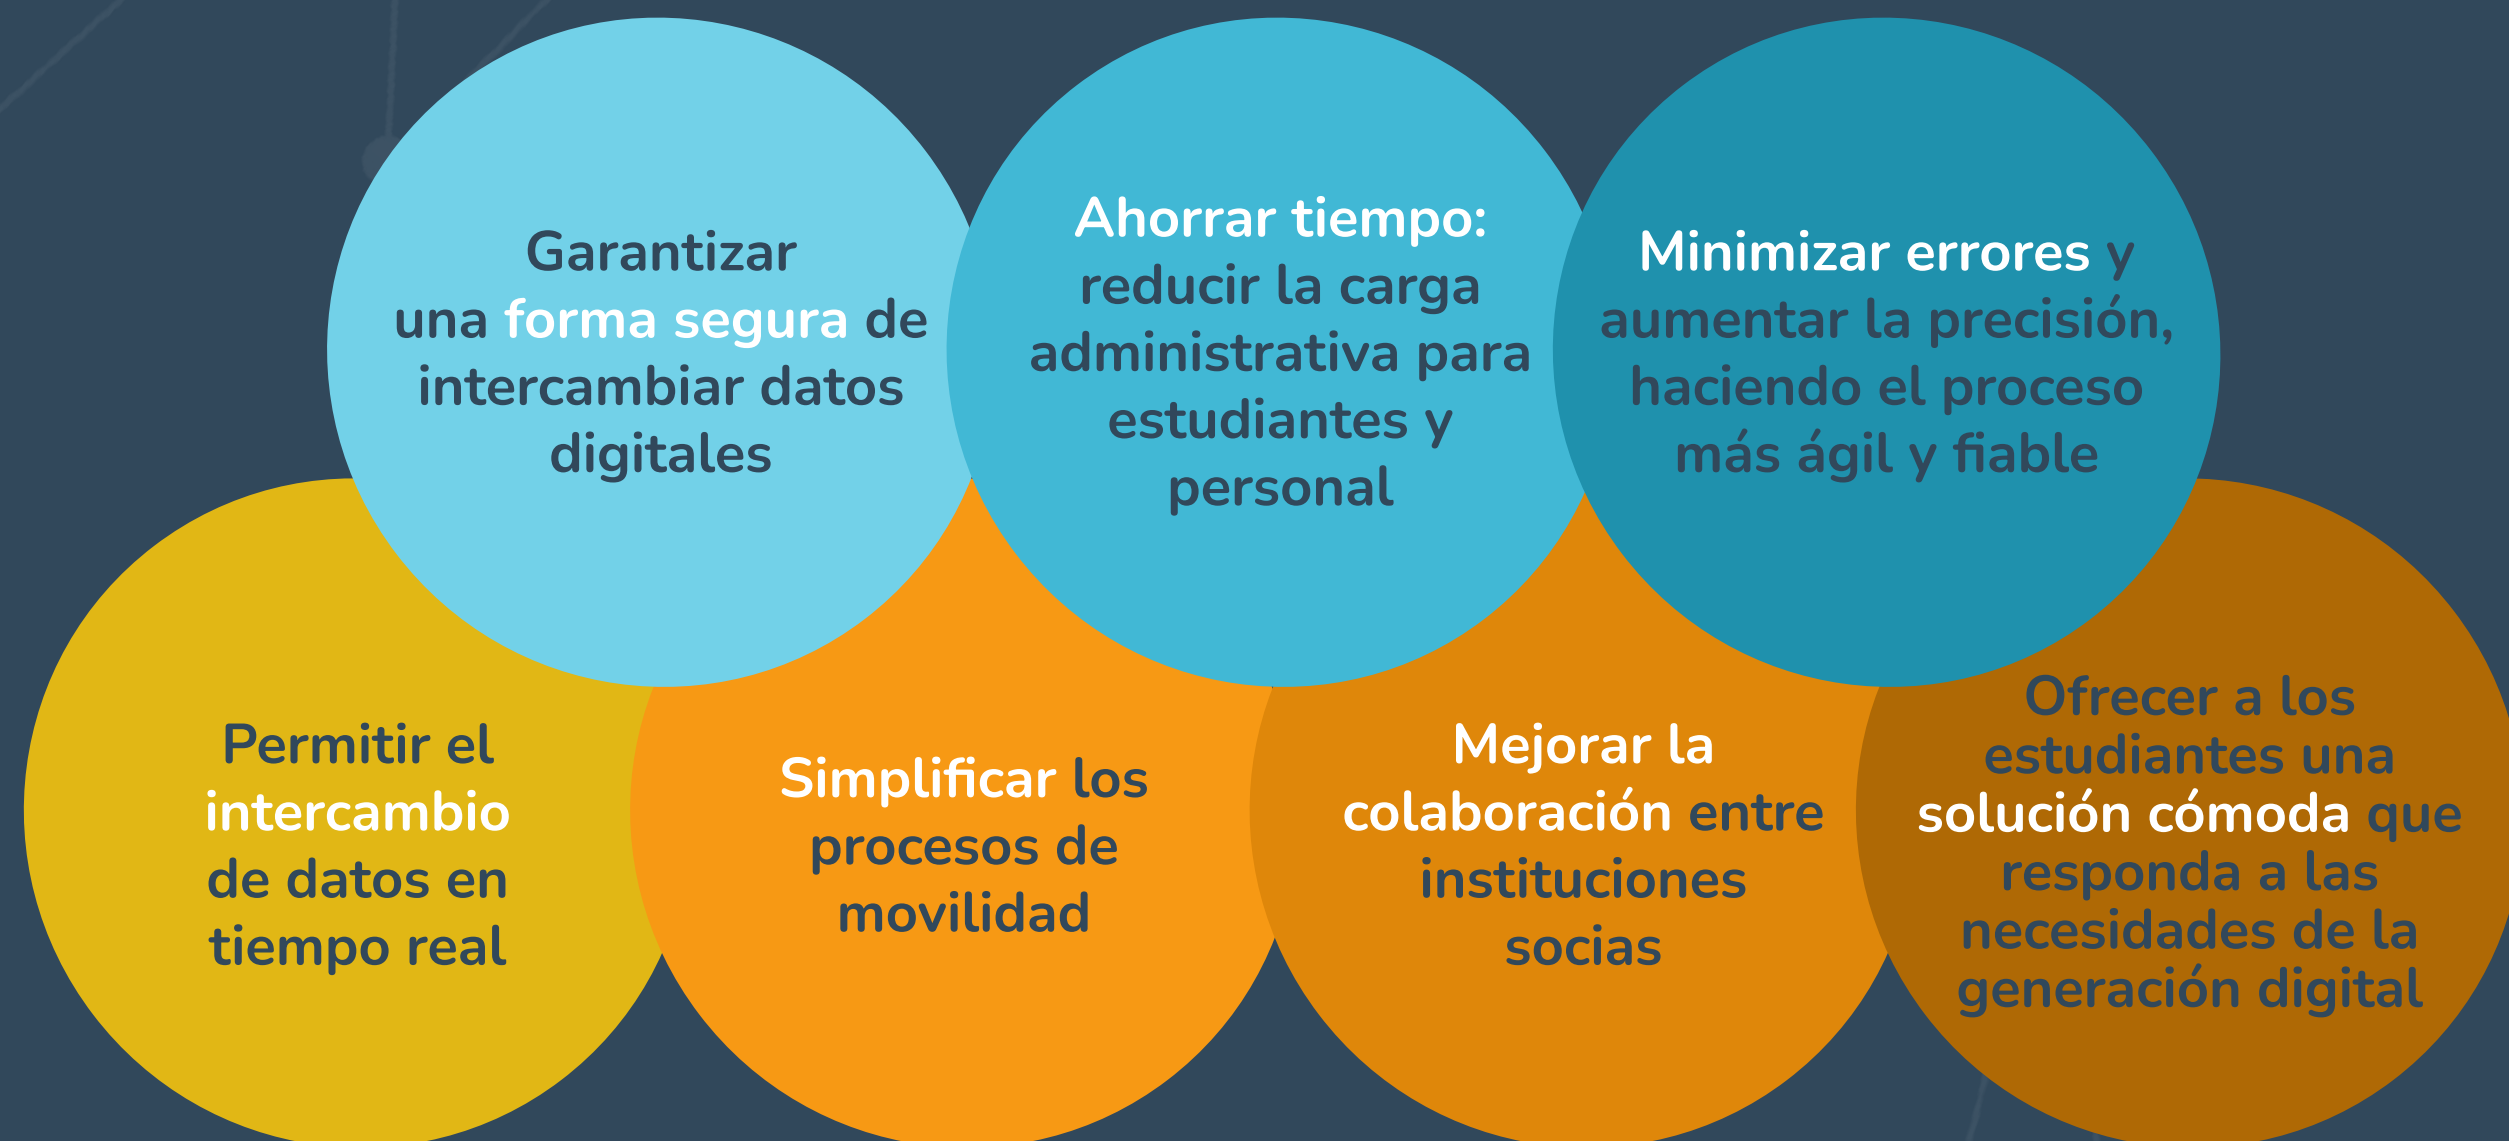 Garantizar
una forma segura de
intercambiar datos
digitales
Ahorrar tiempo:
reducir la carga
administrativa para
estudiantes y
personal
Minimizar errores y
aumentar la precisión,
haciendo el proceso
más ágil y fiable
Permitir el
intercambio
de datos en
tiempo real
Simplificar los
procesos de
movilidad
Mejorar la
colaboración entre
instituciones
socias
Ofrecer a los
estudiantes una
solución cómoda que
responda a las
necesidades de la
generación digital